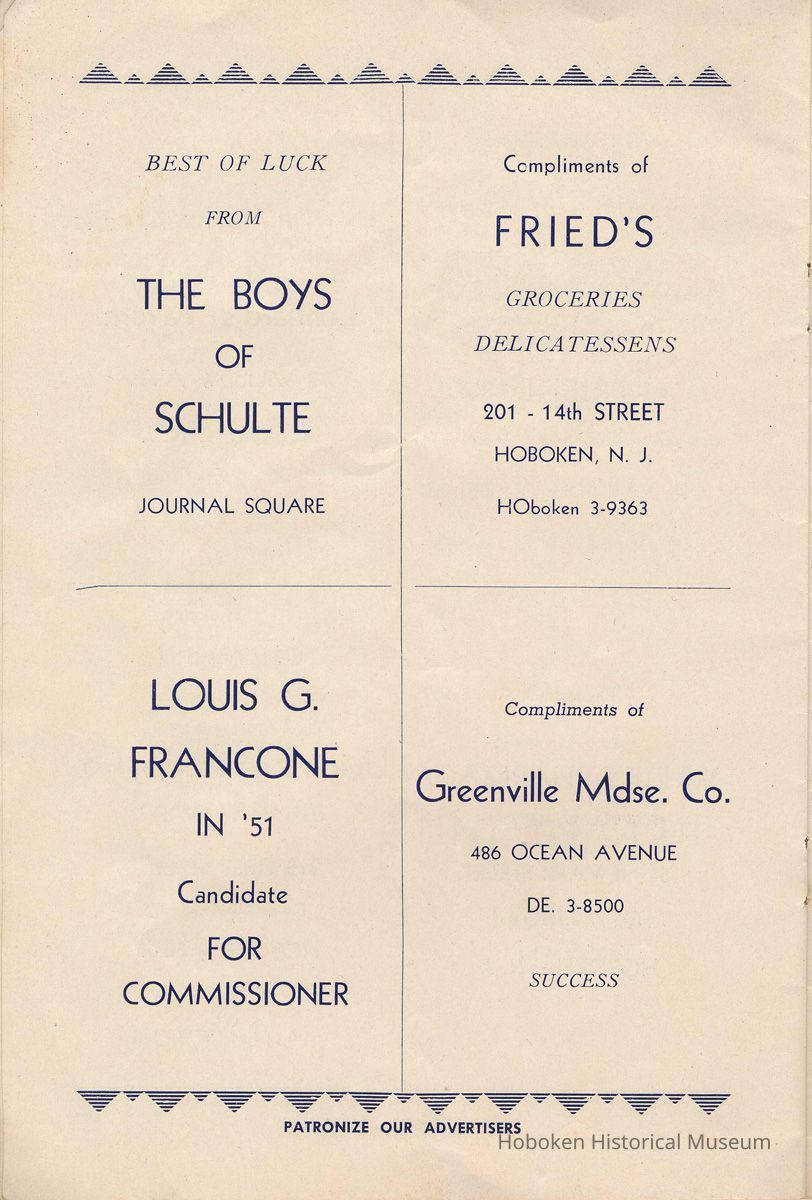 BEST OF LUCK
FROM
THE BOYS
OF
SCHULTE
JOURNAL SQUARE
Compliments of
FRIED'S
GROCERIES
DELICATESSENS
201 - 14th STREET
HOBOKEN, N. J.
HOboken 3-9363
LOUIS G.
FRANCONE
IN '51
Candidate
FOR
COMMISSIONER
Compliments of
Greenville Mdse. Co.
486 OCEAN AVENUE
DE. 3-8500
SUCCESS
PATRONIZE OUR ADVERTISERS
Hoboken Historical Museum